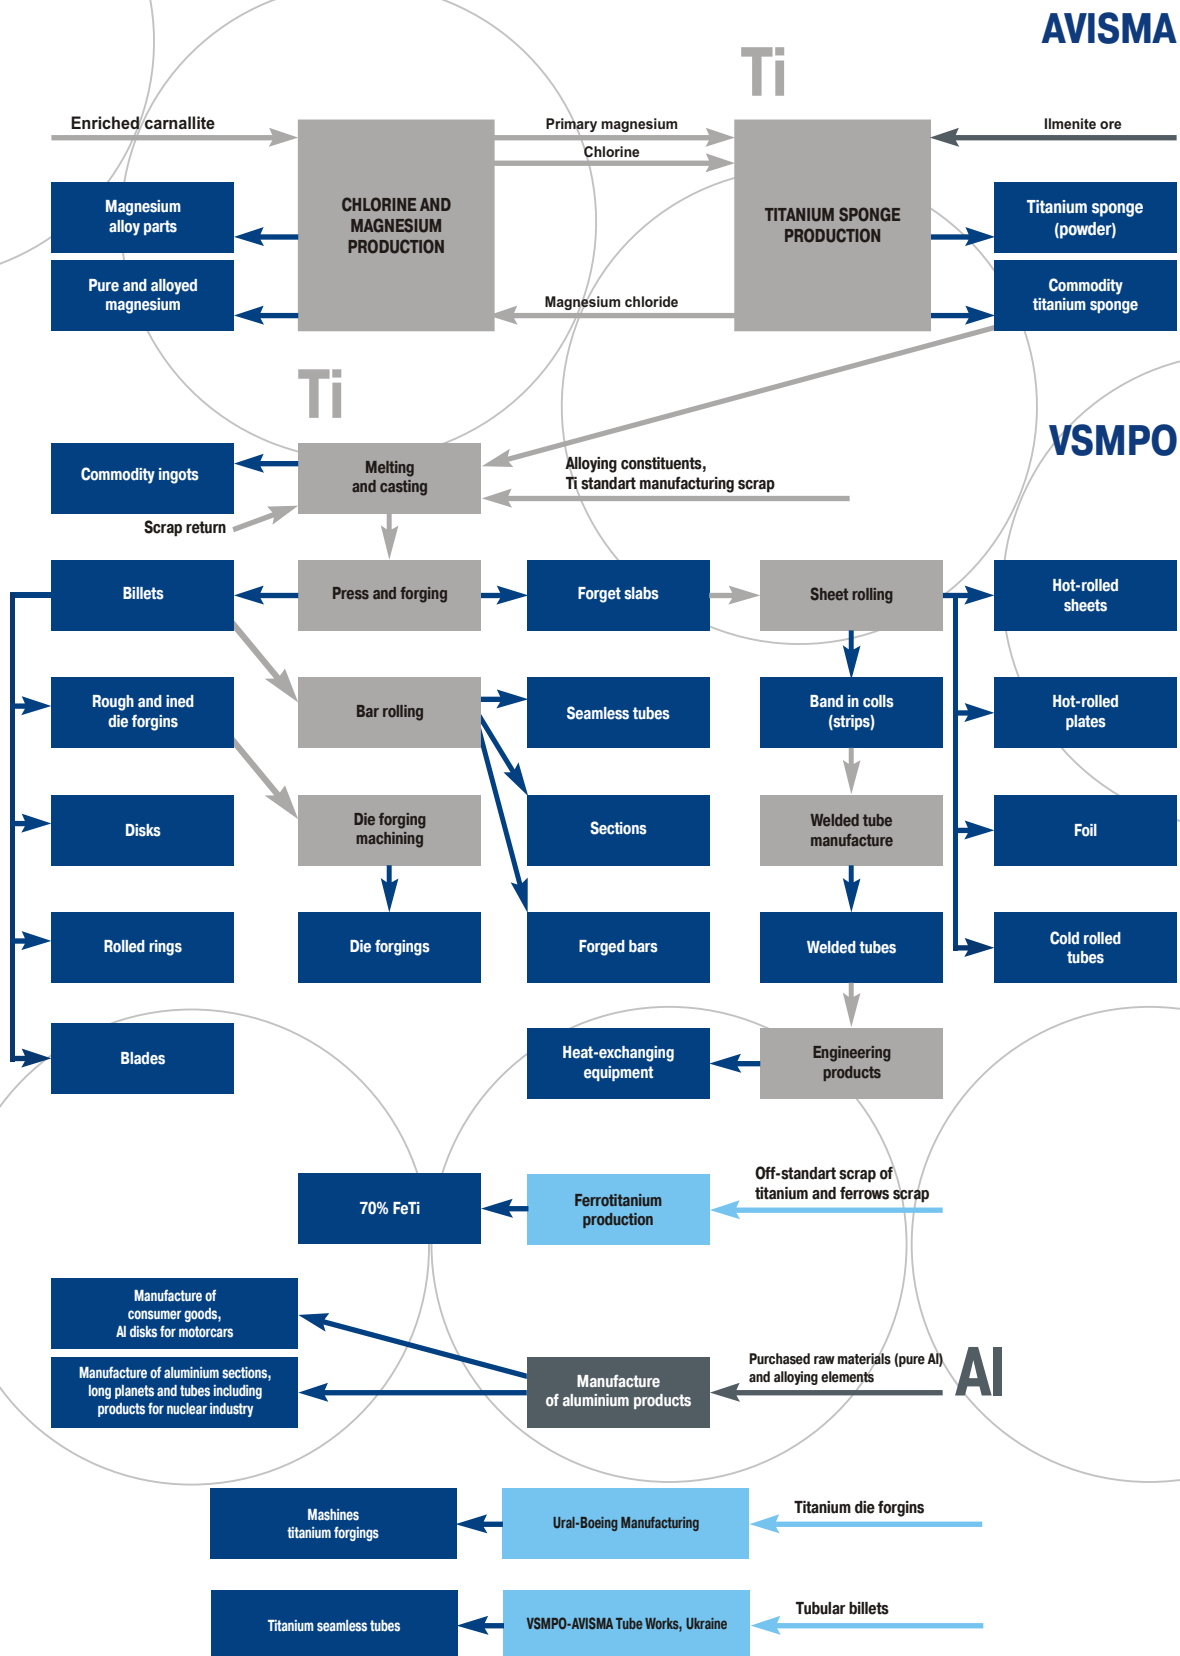 AVISMA
Ti
Enriched carnallite
Primary magnesium
Ilmenite ore
Chlorine
CHLORINE AND
MAGNESIUM
PRODUCTION
TITANIUM SPONGE
PRODUCTION
Magnesium
alloy parts
Titanium sponge
(powder)
Pure and alloyed
magnesium
Magnesium chloride
Commodity
titanium sponge
Ti
VSMPO
Commodity ingots
Melting
and casting
Alloying constituents,
Ti standart manufacturing scrap
Scrap return
Billets
Press and forging
Forget slabs
Sheet rolling
Hot-rolled
sheets
Rough and ined
die forgins
Bar rolling
Seamless tubes
Band in colls
(strips)
Hot-rolled
plates
Disks
Die forging
machining
Sections
Welded tube
manufacture
Foil
Rolled rings
Die forgings
Forged bars
Welded tubes
Cold rolled
tubes
Blades
Heat-exchanging
equipment
Engineering
products
70% FeTi
Ferrotitanium
production
Off-standart scrap of
titanium and ferrows scrap
Manufacture of
consumer goods,
Al disks for motorcars
Manufacture of aluminium sections,
long planets and tubes including
products for nuclear industry
Manufacture
of aluminium products
Purchased raw materials (pure Al)
and alloying elements
Al
Mashines
titanium forgings
Ural-Boeing Manufacturing
Titanium die forgins
Titanium seamless tubes
VSMPO-AVISMA Tube Works, Ukraine
Tubular billets